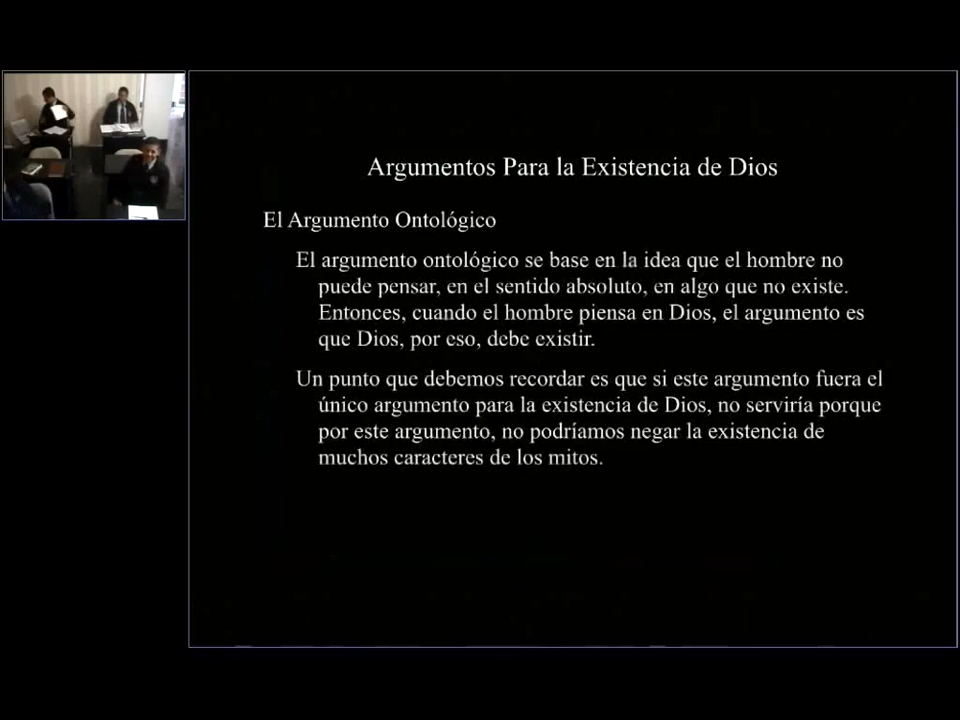 Argumentos Para la Existencia de Dios
El Argumento Ontológico
El argumento ontológico se base en la idea que el hombre no
puede pensar, en el sentido absoluto, en algo que no existe.
Entonces, cuando el hombre piensa en Dios, el argumento es
que Dios, por eso, debe existir.
Un punto que debemos recordar es que si este argumento fuera el
único argumento para la existencia de Dios, no serviría porque
por este argumento, no podríamos negar la existencia de
muchos caracteres de los mitos.